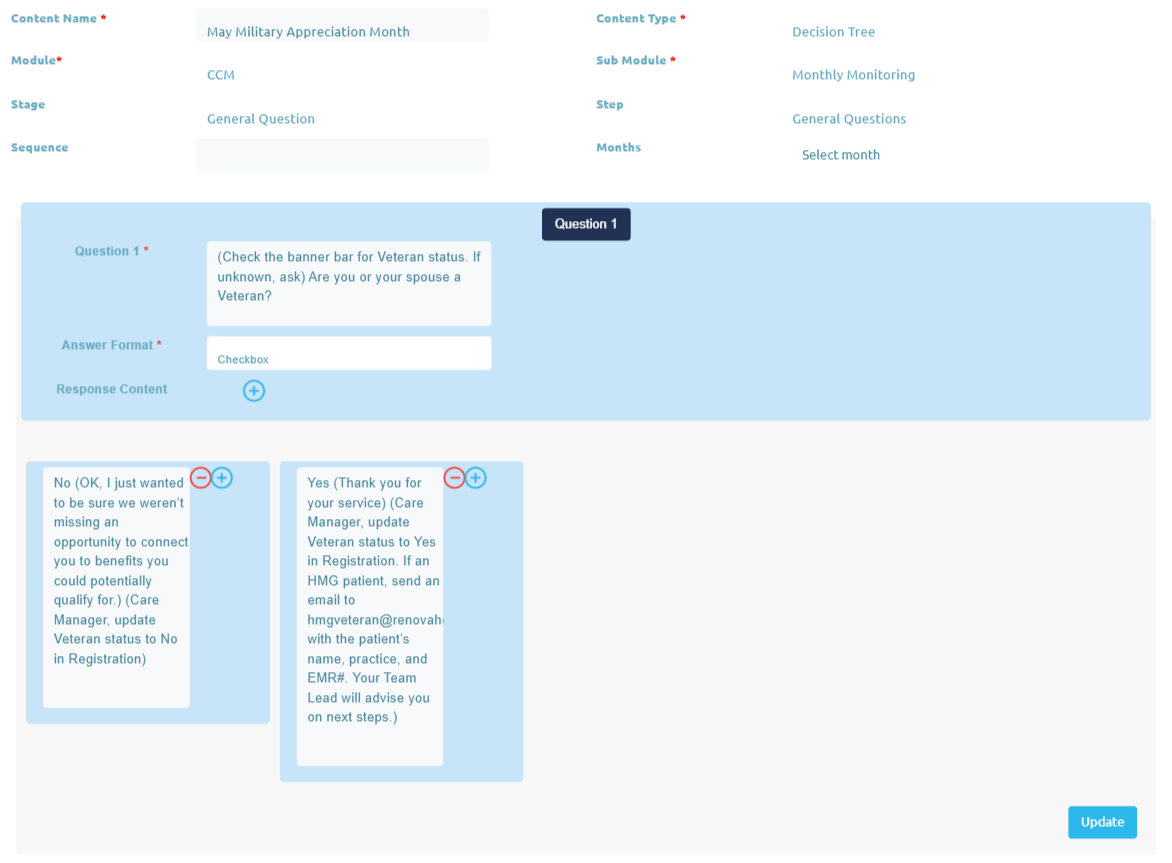 Content Name *
May Military Appreciation Month
Content Type *
Decision Tree
Module*
CCM
Sub Module *
Monthly Monitoring
Stage
General Question
Step
General Questions
Sequence
Months
Select month
Question 1
Question 1 *
(Check the banner bar for Veteran status. If
unknown, ask) Are you or your spouse a
Veteran?
Answer Format *
Checkbox
Response Content
No (OK, I just wanted
to be sure we weren't
missing an
opportunity to connect
you to benefits you
could potentially
qualify for.) (Care
Manager, update
Veteran status to No
in Registration)
Yes (Thank you for
your service) (Care
Manager, update
Veteran status to Yes
in Registration. If an
HMG patient, send an
email to
with the patient's
name, practice, and
EMR#. Your Team
Lead will advise you
on next steps.)
Update